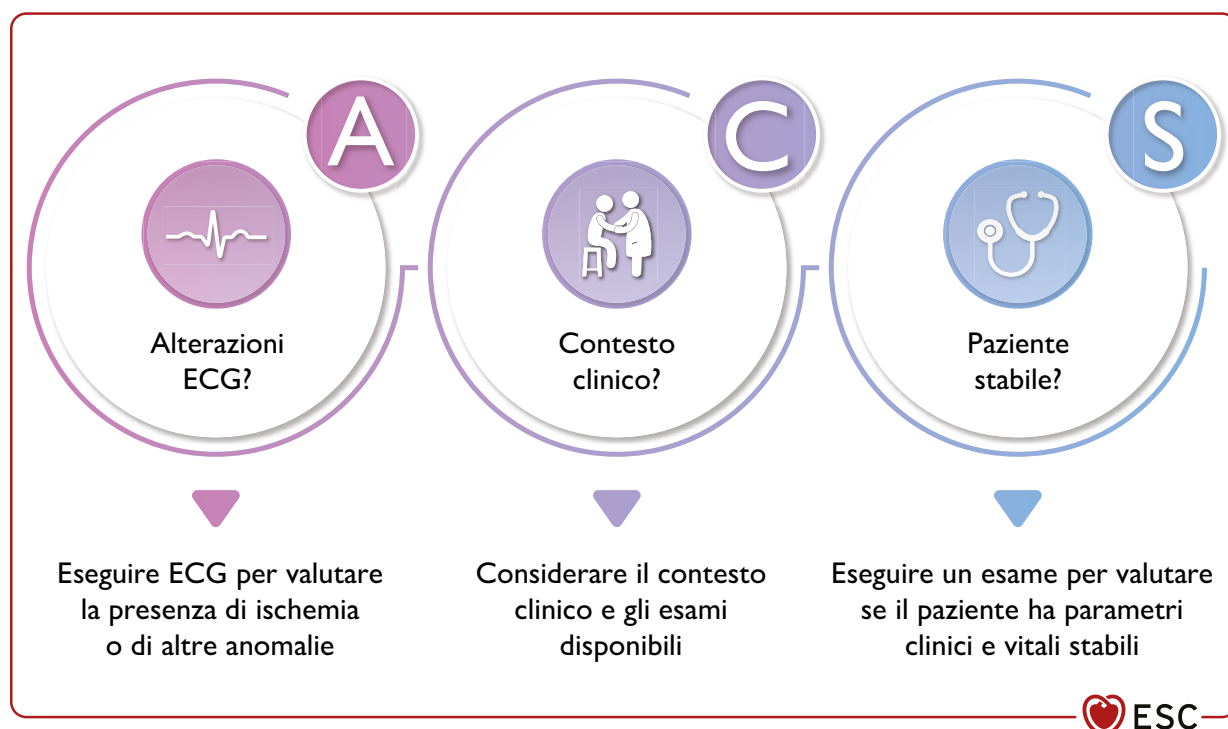 A
C
S
Alterazioni
ECG?
Contesto
clinico?
Paziente
stabile?
Eseguire ECG per valutare
la presenza di ischemia
o di altre anomalie
Considerare il contesto
clinico e gli esami
disponibili
Eseguire un esame per valutare
se il paziente ha parametri
clinici e vitali stabili
ESC